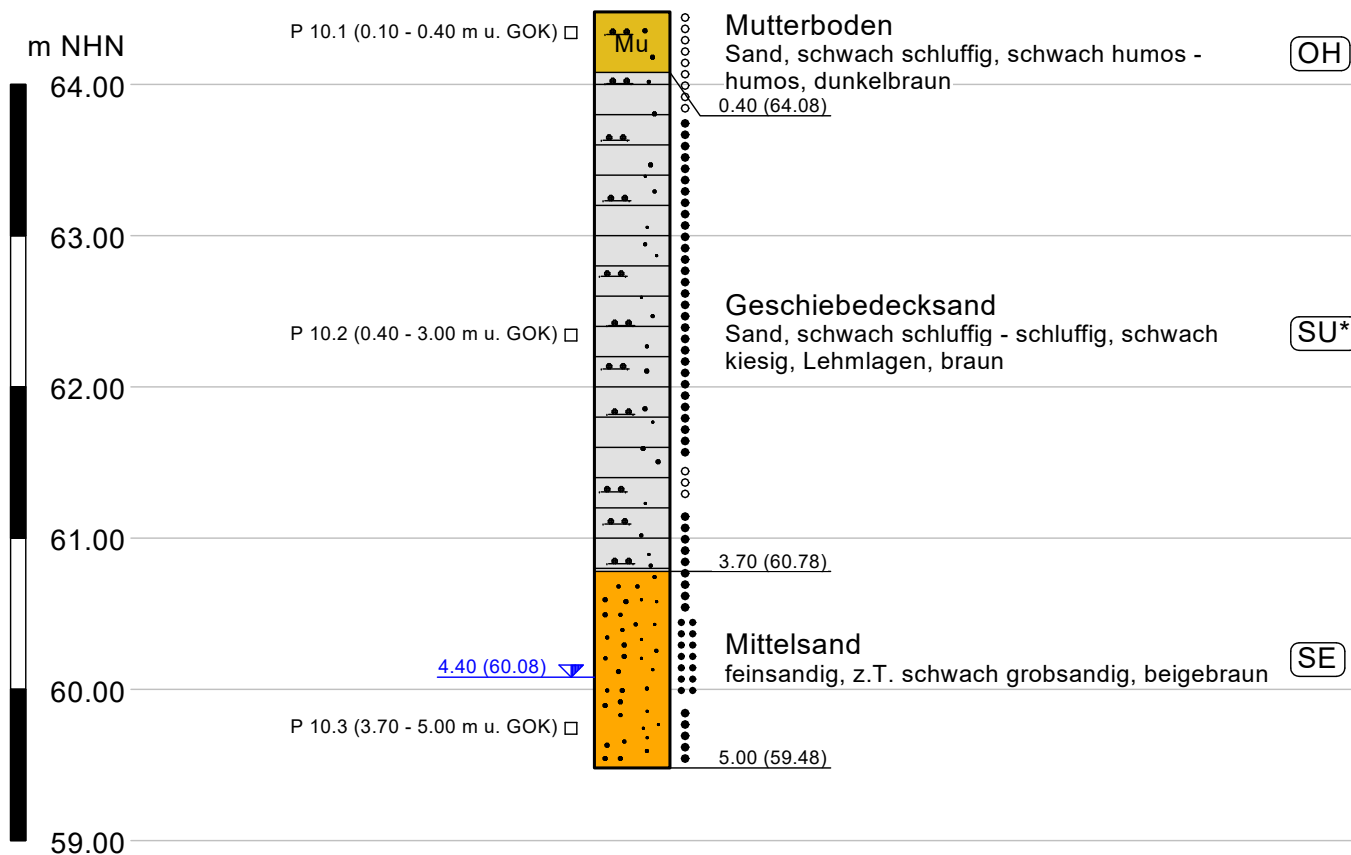 m NHN
64.00
63.00
62.00
61.00
60.00
59.00
P 10.1 (0.10 - 0.40 m u. GOK)
Mu
Mutterboden
Sand, schwach schluffig, schwach humos -
humos, dunkelbraun
OH
0.40 (64.08)
P 10.2 (0.40 - 3.00 m u. GOK)
Geschiebedecksand
Sand, schwach schluffig - schluffig, schwach
kiesig, Lehmlagen, braun
SU*
3.70 (60.78)
4.40 (60.08)
Mittelsand
feinsandig, z.T. schwach grobsandig, beigebraun
SE
P 10.3 (3.70 - 5.00 m u. GOK)
5.00 (59.48)